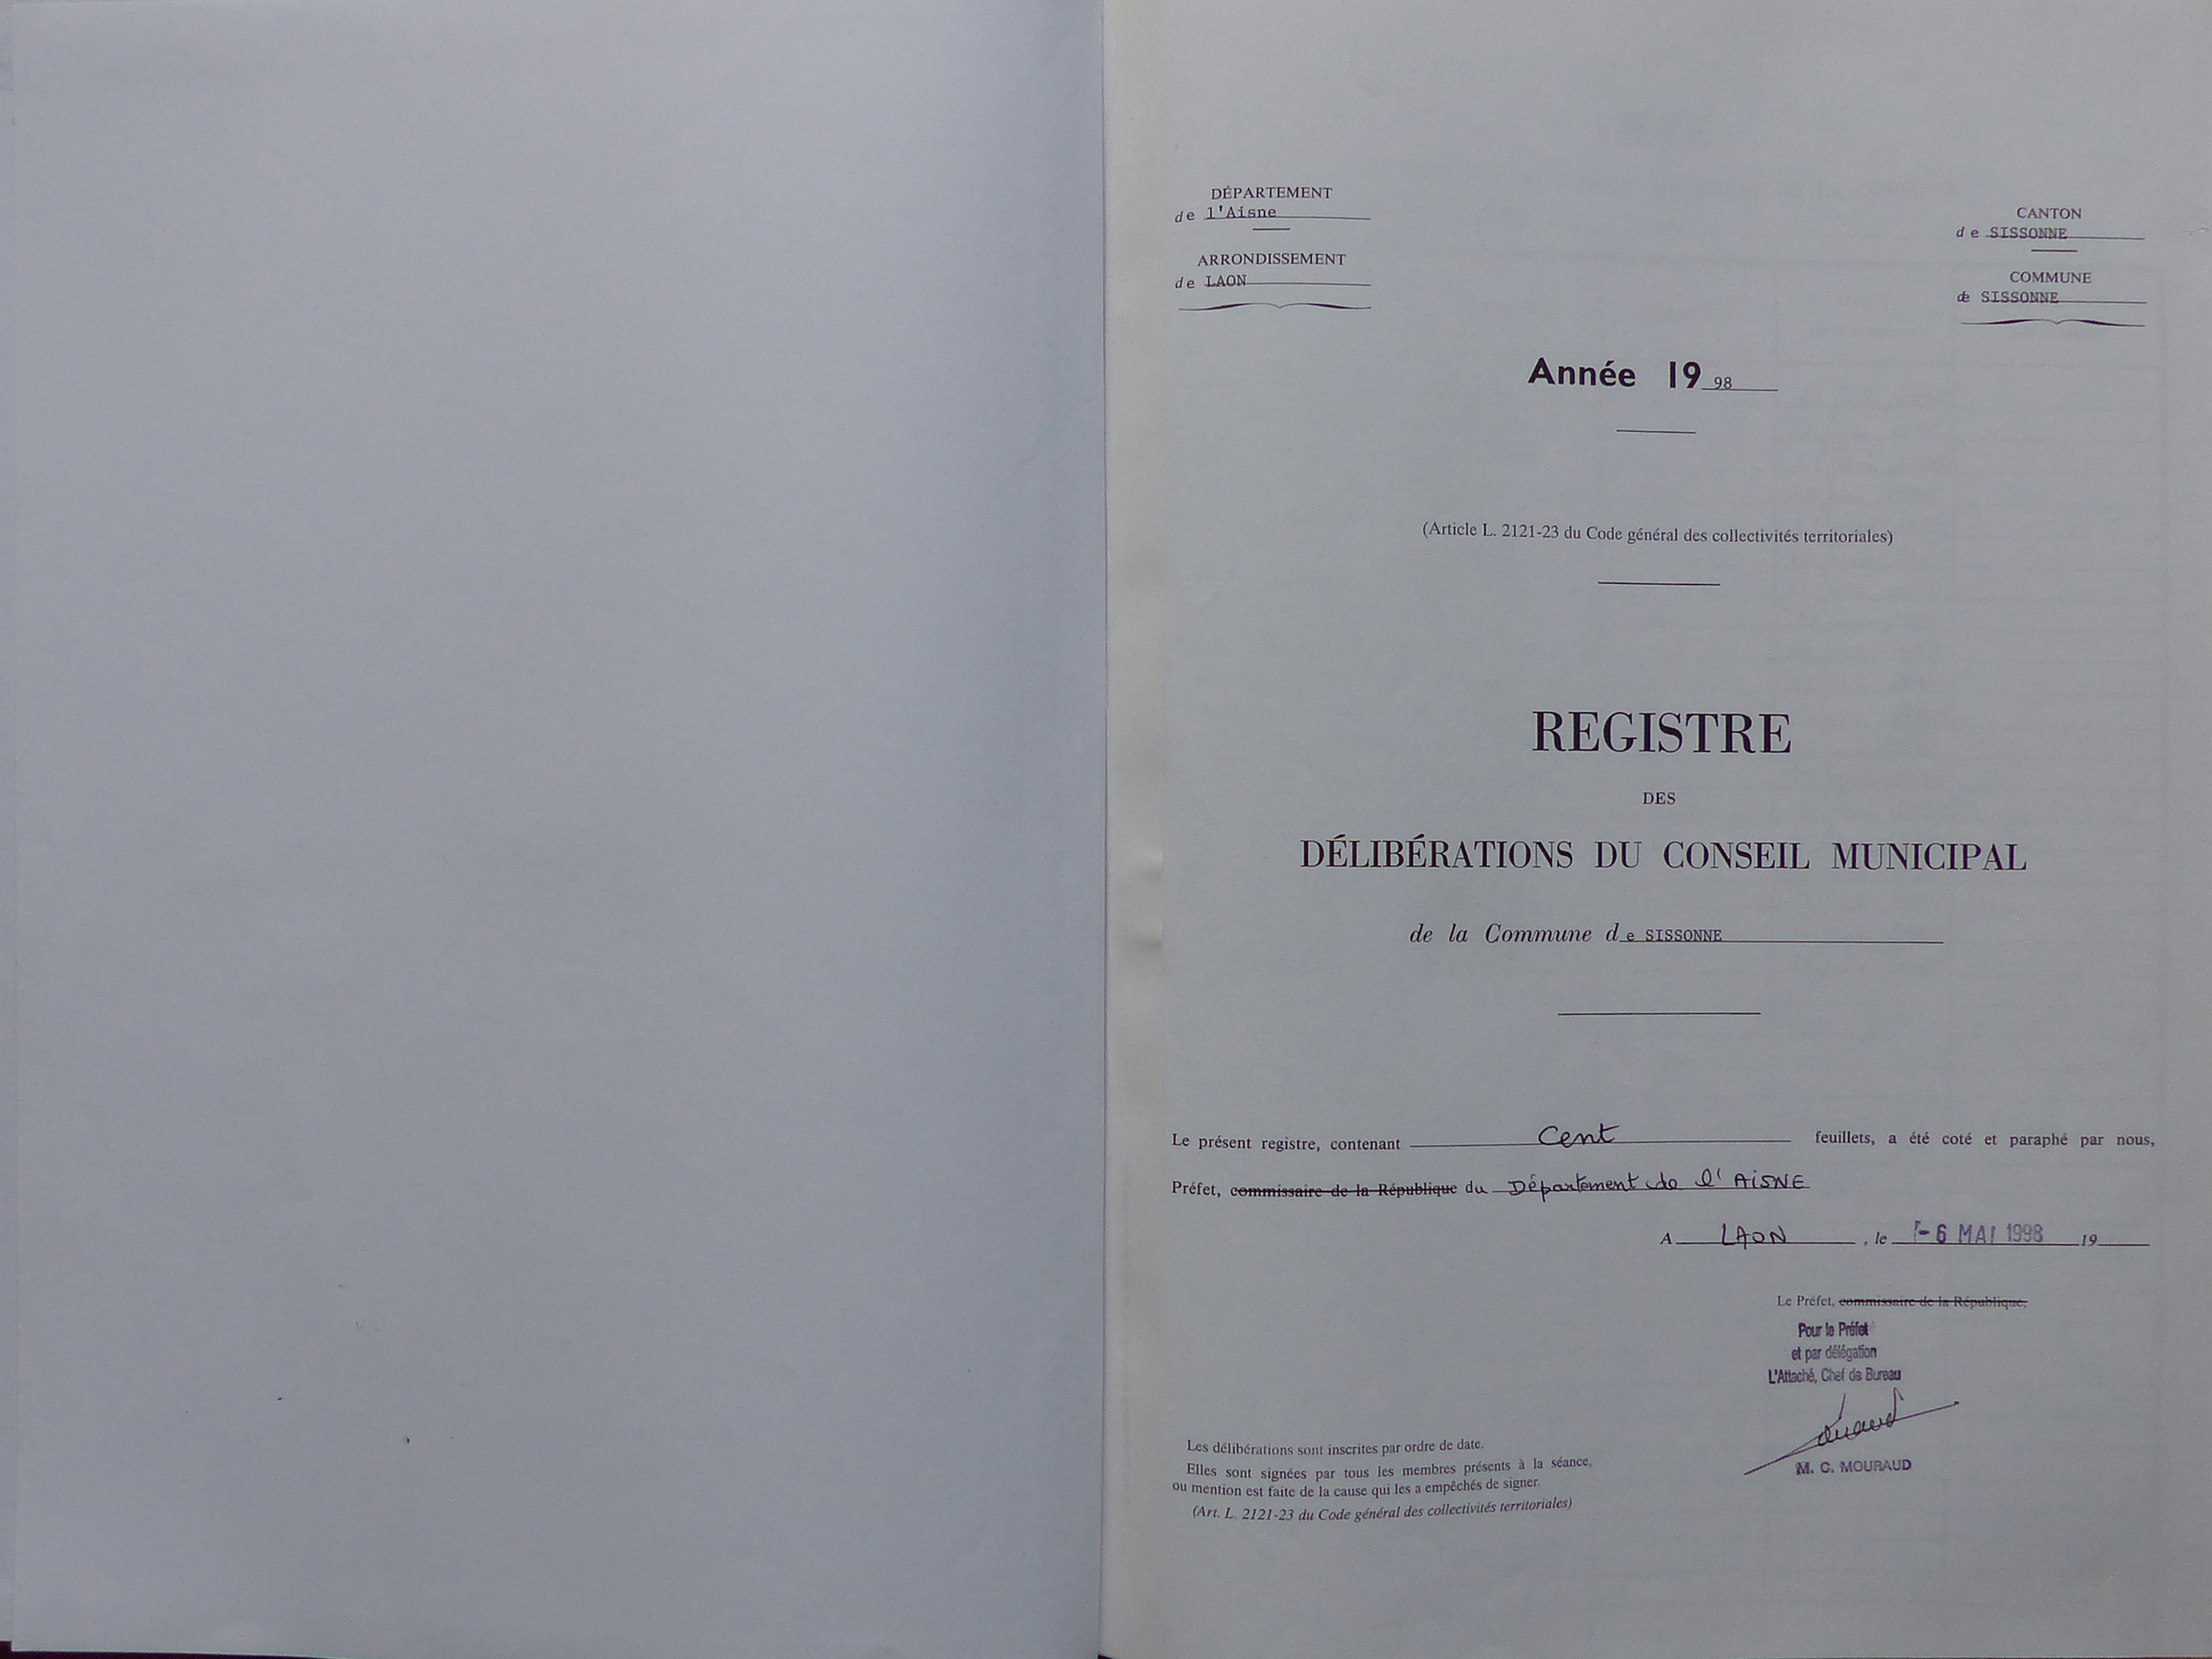 DÉPARTEMENT
de l'Aisne
ARRONDISSEMENT
de LAON
CANTON
de SISSONNE
COMMUNE
de SISSONNE
Année 19 98
(Article L. 2121-23 du Code général des collectivités territoriales)
REGISTRE
DES
DÉLIBÉRATIONS DU CONSEIL MUNICIPAL
de la Commune de SISSONNE
Le présent registre, contenant Cent feuillets, a été coté et paraphé par nous,
Préfet, commissaire de la République du Département de l'AiSNE
A LAON , le - 6 MAI 1998 19
Le Préfet, commissaire de la République,
Pour le Préfet
et par délégation
L'Attaché, Chef de Bureau
M. C. MOURAUD
Les délibérations sont inscrites par ordre de date.
Elles sont signées par tous les membres présents à la séance,
ou mention est faite de la cause qui les a empêchés de signer.
(Art. L. 2121-23 du Code général des collectivités territoriales)